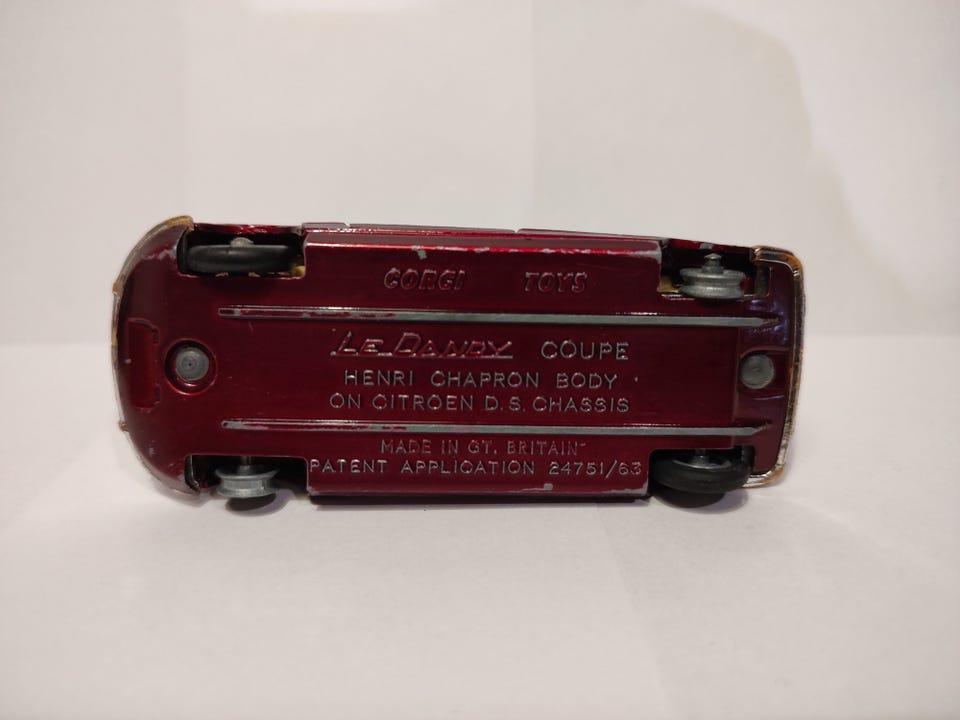 CORGI TOYS
Le Dandy COUPE
HENRI CHAPRON BODY
ON CITROEN D.S. CHASSIS
MADE IN GT. BRITAIN
PATENT APPLICATION 24751/63